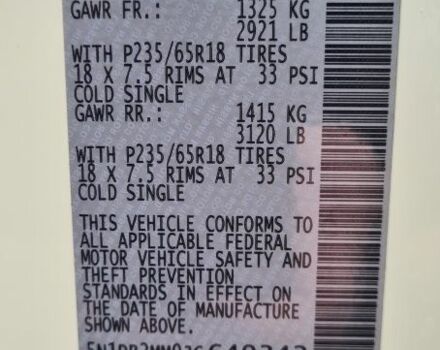 GAWR FR.: 1325 KG
2921 LB
WITH P235/65R18 TIRES
18 X 7.5 RIMS AT 33 PSI
COLD SINGLE
GAWR RR.: 1415 KG
3120 LB
WITH P235/65R18 TIRES
18 X 7.5 RIMS AT 33 PSI
COLD SINGLE
THIS VEHICLE CONFORMS TO
ALL APPLICABLE FEDERAL
MOTOR VEHICLE SAFETY AND
THEFT PREVENTION
STANDARDS IN EFFECT ON
THE DATE OF MANUFACTURE
SHOWN ABOVE.